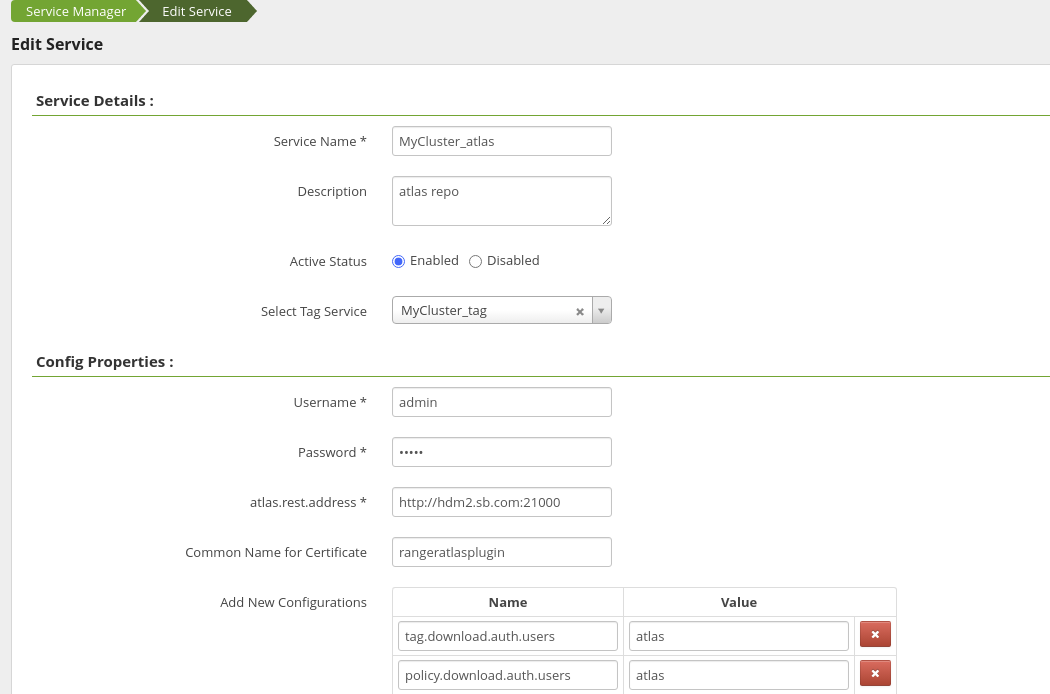 Service Manager Edit Service
Edit Service
Service Details :
Service Name * MyCluster_atlas
Description atlas repo
Active Status Enabled Disabled
Select Tag Service MyCluster_tag
Config Properties :
Username * admin
Password * •••••
atlas.rest.address * http://hdm2.sb.com:21000
Common Name for Certificate rangeratlasplugin
Add New Configurations Name Value
tag.download.auth.users atlas
policy.download.auth.users atlas